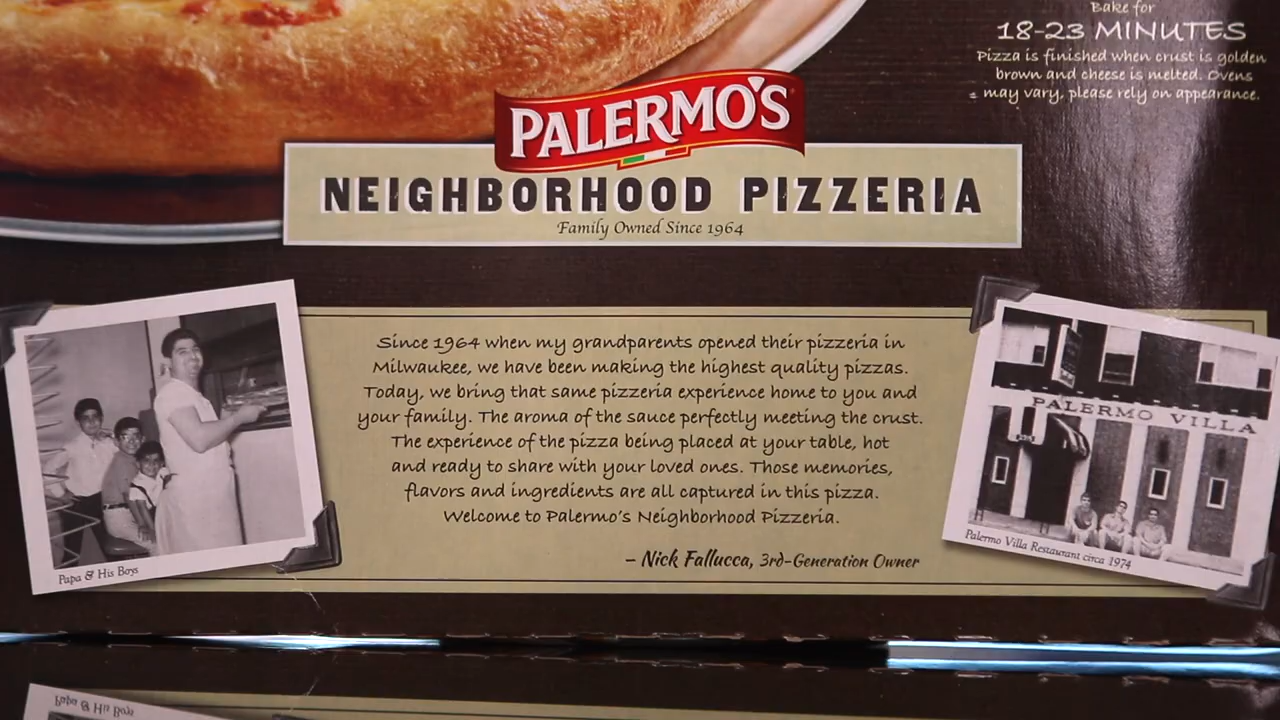 Bake for
18-23 MINUTES
Pizza is finished when crust is golden
brown and cheese is melted. Ovens
may vary, please rely on appearance.
PALERMO'S
NEIGHBORHOOD PIZZERIA
Family Owned Since 1964
Since 1964 when my grandparents opened their pizzeria in
Milwaukee, we have been making the highest quality pizzas.
Today, we bring that same pizzeria experience home to you and
your family. The aroma of the sauce perfectly meeting the crust.
The experience of the pizza being placed at your table, hot
and ready to share with your loved ones. Those memories,
flavors and ingredients are all captured in this pizza.
Welcome to Palermo's Neighborhood Pizzeria.
– Nick Fallucca, 3rd-Generation Owner
Papa & His Boys
PALERMO VILLA
Palermo Villa Restaurant circa 1974
Papa & His Boys